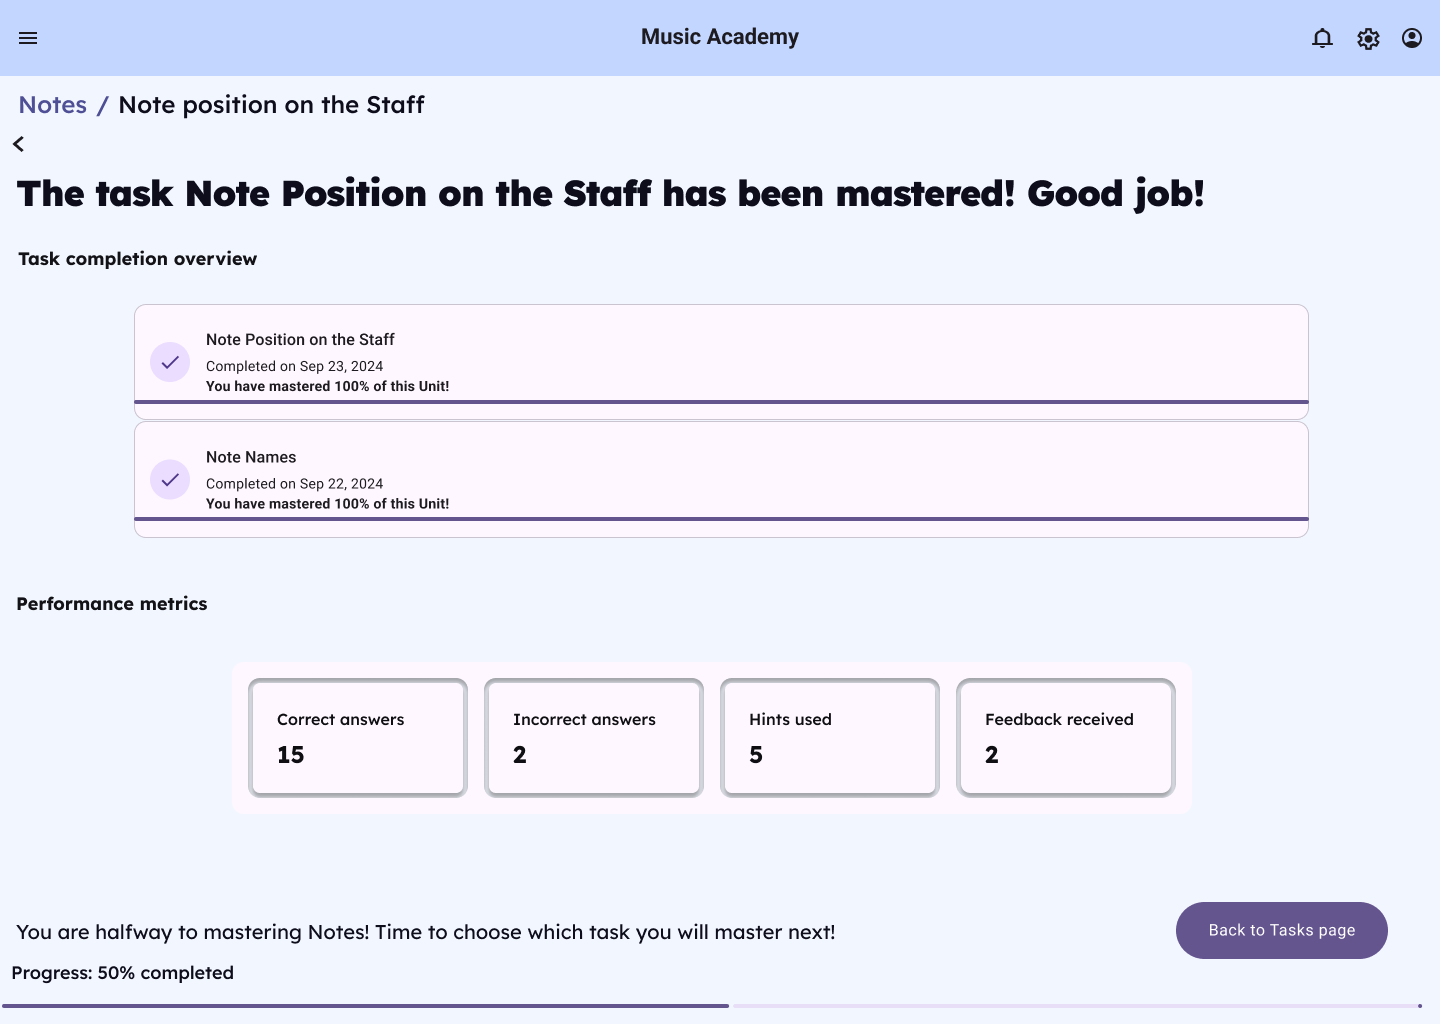 Music Academy
Notes / Note position on the Staff
The task Note Position on the Staff has been mastered! Good job!
Task completion overview
Note Position on the Staff
Completed on Sep 23, 2024
You have mastered 100% of this Unit!
Note Names
Completed on Sep 22, 2024
You have mastered 100% of this Unit!
Performance metrics
Correct answers
15
Incorrect answers
2
Hints used
5
Feedback received
2
You are halfway to mastering Notes! Time to choose which task you will master next!
Back to Tasks page
Progress: 50% completed